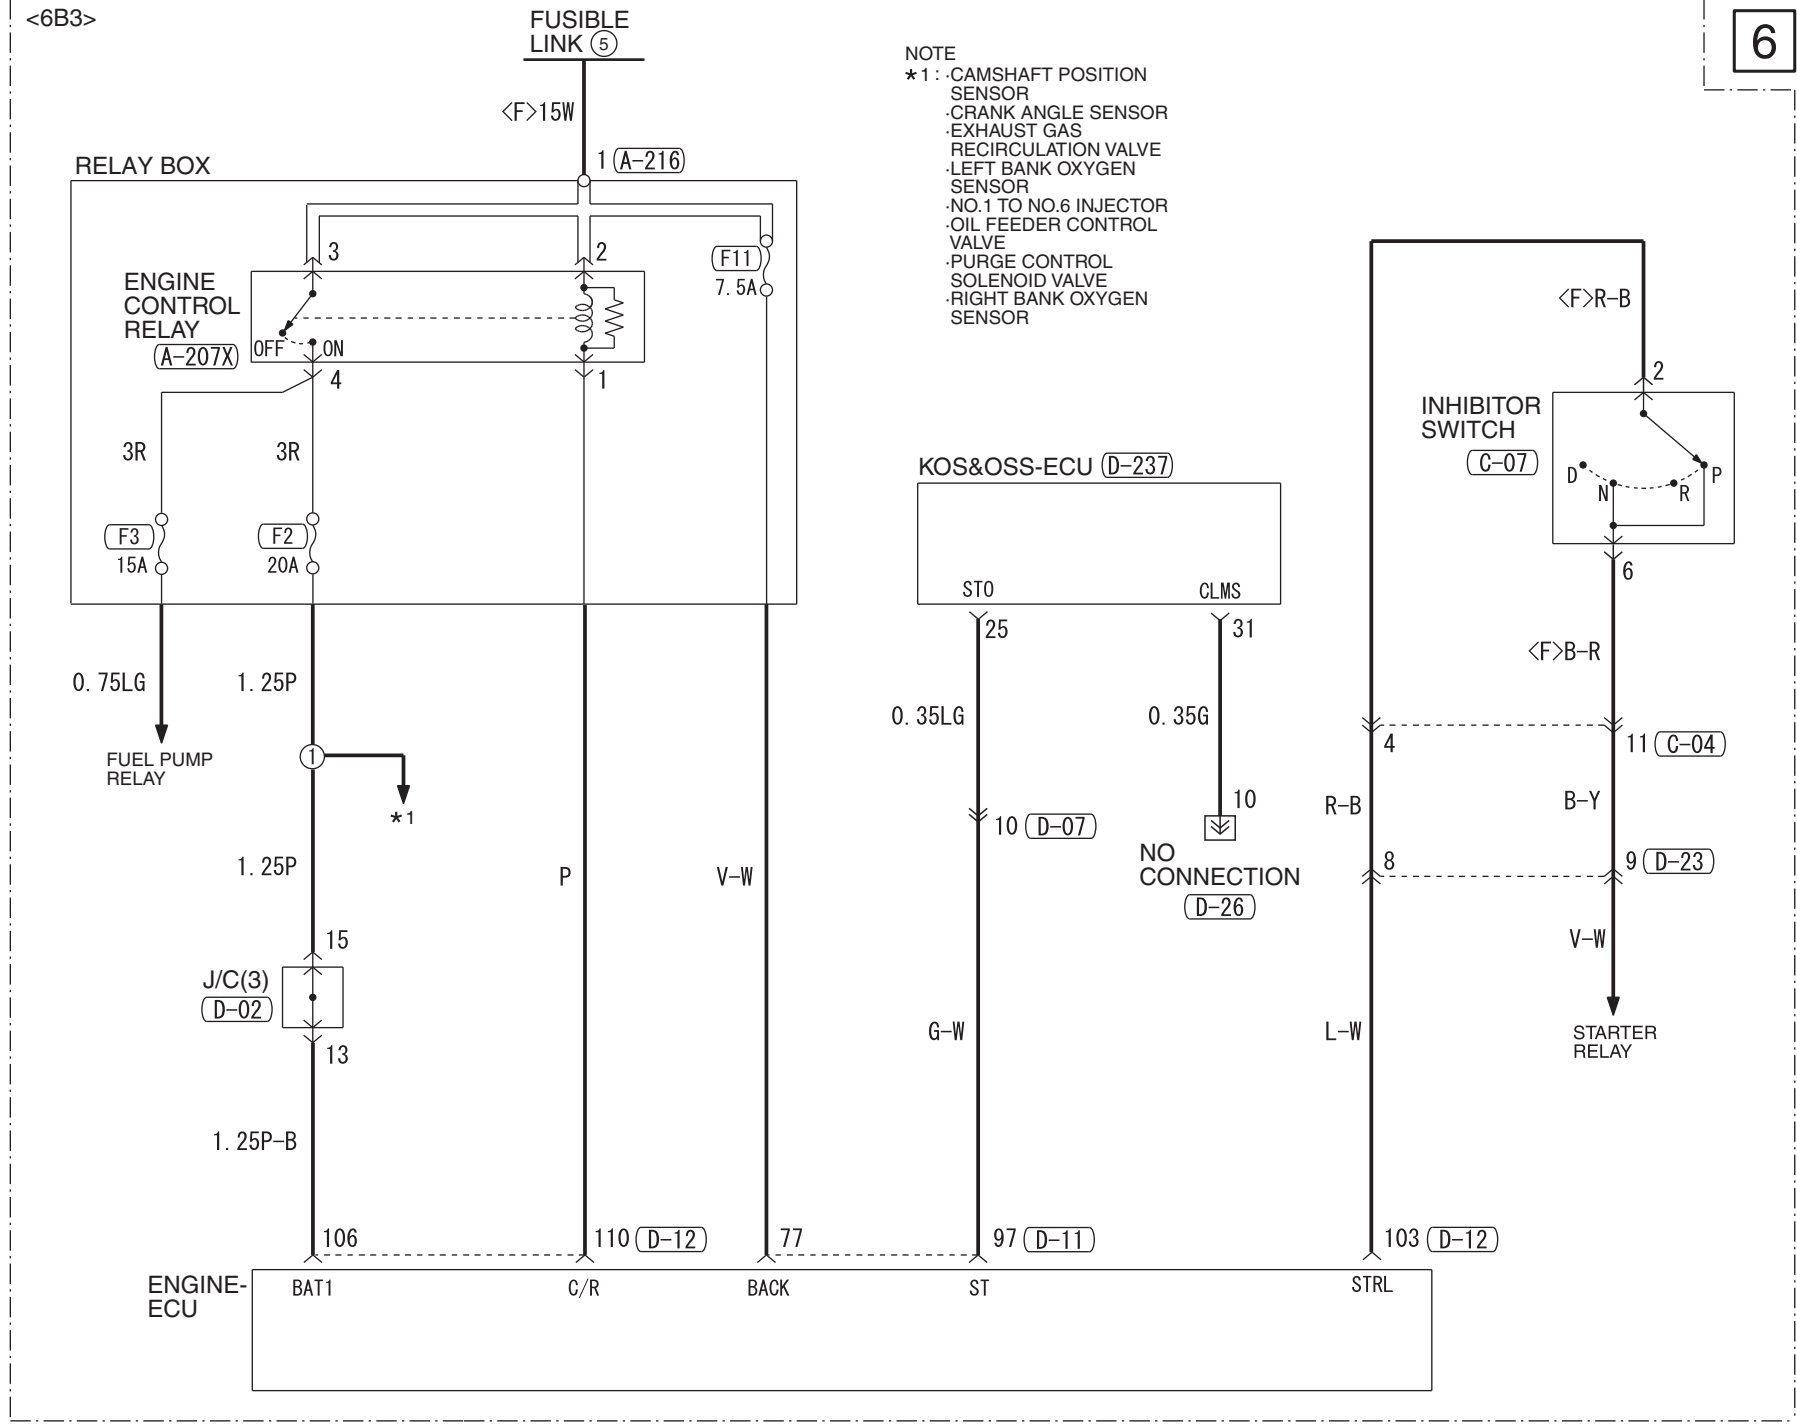 <6B3>
6
FUSIBLE
LINK 5
<F>15W
1 A-216
NOTE
*1: ·CAMSHAFT POSITION
SENSOR
·CRANK ANGLE SENSOR
·EXHAUST GAS
RECIRCULATION VALVE
·LEFT BANK OXYGEN
SENSOR
·NO.1 TO NO.6 INJECTOR
·OIL FEEDER CONTROL
VALVE
·PURGE CONTROL
SOLENOID VALVE
·RIGHT BANK OXYGEN
SENSOR
RELAY BOX
3
2
F11
7.5A
ENGINE
CONTROL
RELAY
A-207X
OFF
ON
4
1
3R
3R
F3
15A
F2
20A
<F>R-B
2
INHIBITOR
SWITCH
C-07
D
N
R
P
6
KOS&OSS-ECU D-237
STO
CLMS
25
31
<F>B-R
0.75LG
1.25P
0.35LG
0.35G
FUEL PUMP
RELAY
1
*1
4
11 C-04
10 D-07
10
R-B
B-Y
NO
CONNECTION
D-26
1.25P
P
V-W
8
9 D-23
V-W
15
J/C(3)
D-02
13
G-W
L-W
STARTER
RELAY
1.25P-B
106
110 D-12
77
97 D-11
103 D-12
ENGINE-
ECU
BAT1
C/R
BACK
ST
STRL